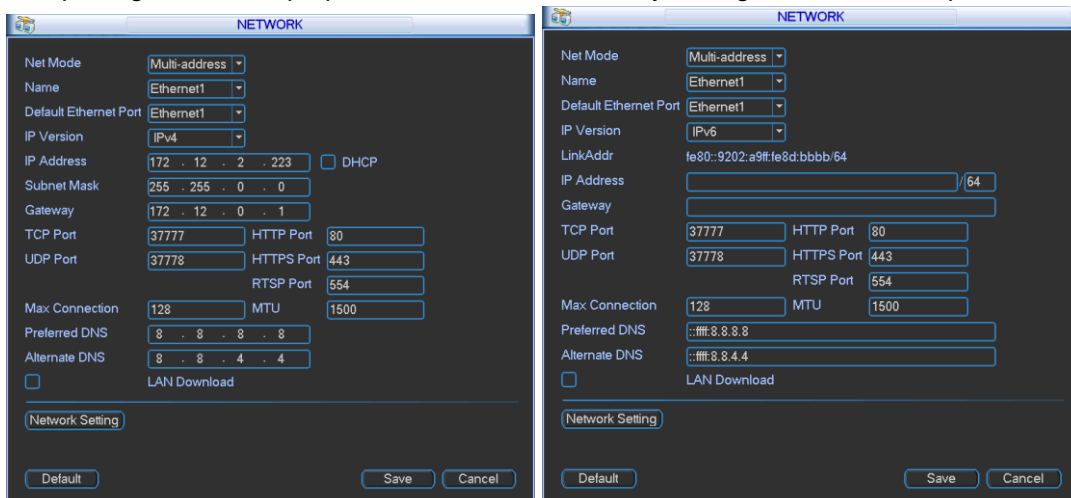 NETWORK
Net Mode Multi-address
Name Ethernet1
Default Ethernet Port Ethernet1
IP Version IPv4
IP Address 172 . 12 . 2 . 223 DHCP
Subnet Mask 255 . 255 . 0 . 0
Gateway 172 . 12 . 0 . 1
TCP Port 37777 HTTP Port 80
UDP Port 37778 HTTPS Port 443
RTSP Port 554
Max Connection 128 MTU 1500
Preferred DNS 8 . 8 . 8 . 8
Alternate DNS 8 . 8 . 4 . 4
LAN Download
Network Setting
Default Save Cancel
NETWORK
Net Mode Multi-address
Name Ethernet1
Default Ethernet Port Ethernet1
IP Version IPv6
LinkAddr fe80::9202:a9ff:fe8d:bbbb/64
IP Address / 64
Gateway
TCP Port 37777 HTTP Port 80
UDP Port 37778 HTTPS Port 443
RTSP Port 554
Max Connection 128 MTU 1500
Preferred DNS ::ffff:8.8.8.8
Alternate DNS ::ffff:8.8.4.4
LAN Download
Network Setting
Default Save Cancel